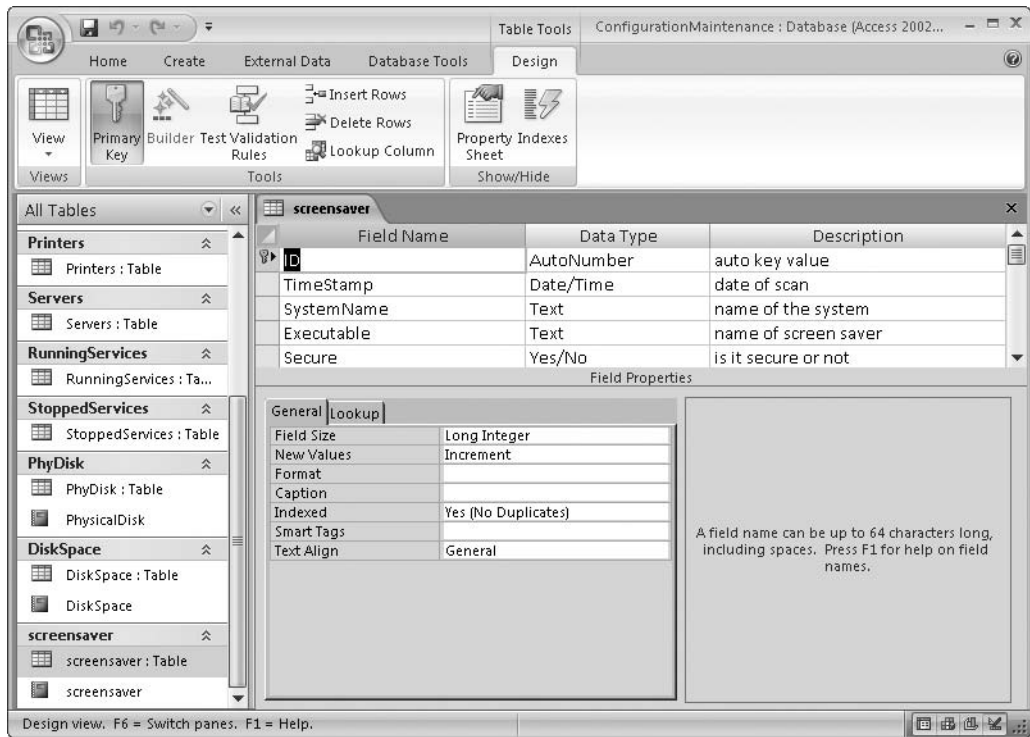 Table Tools
ConfigurationMaintenance : Database (Access 2002...
Home Create External Data Database Tools Design
View
Primary Key
Builder
Test Validation Rules
Insert Rows
Delete Rows
Lookup Column
Property Sheet
Indexes
Views Tools Show/Hide
All Tables
Printers
Printers : Table
Servers
Servers : Table
RunningServices
RunningServices : Ta...
StoppedServices
StoppedServices : Table
PhyDisk
PhyDisk : Table
PhysicalDisk
DiskSpace
DiskSpace : Table
DiskSpace
screensaver
screensaver : Table
screensaver
screensaver
Field Name Data Type Description
ID AutoNumber auto key value
TimeStamp Date/Time date of scan
SystemName Text name of the system
Executable Text name of screen saver
Secure Yes/No is it secure or not
Field Properties
General Lookup
Field Size Long Integer
New Values Increment
Format
Caption
Indexed Yes (No Duplicates)
Smart Tags
Text Align General
A field name can be up to 64 characters long,
including spaces. Press F1 for help on field
names.
Design view. F6 = Switch panes. F1 = Help.